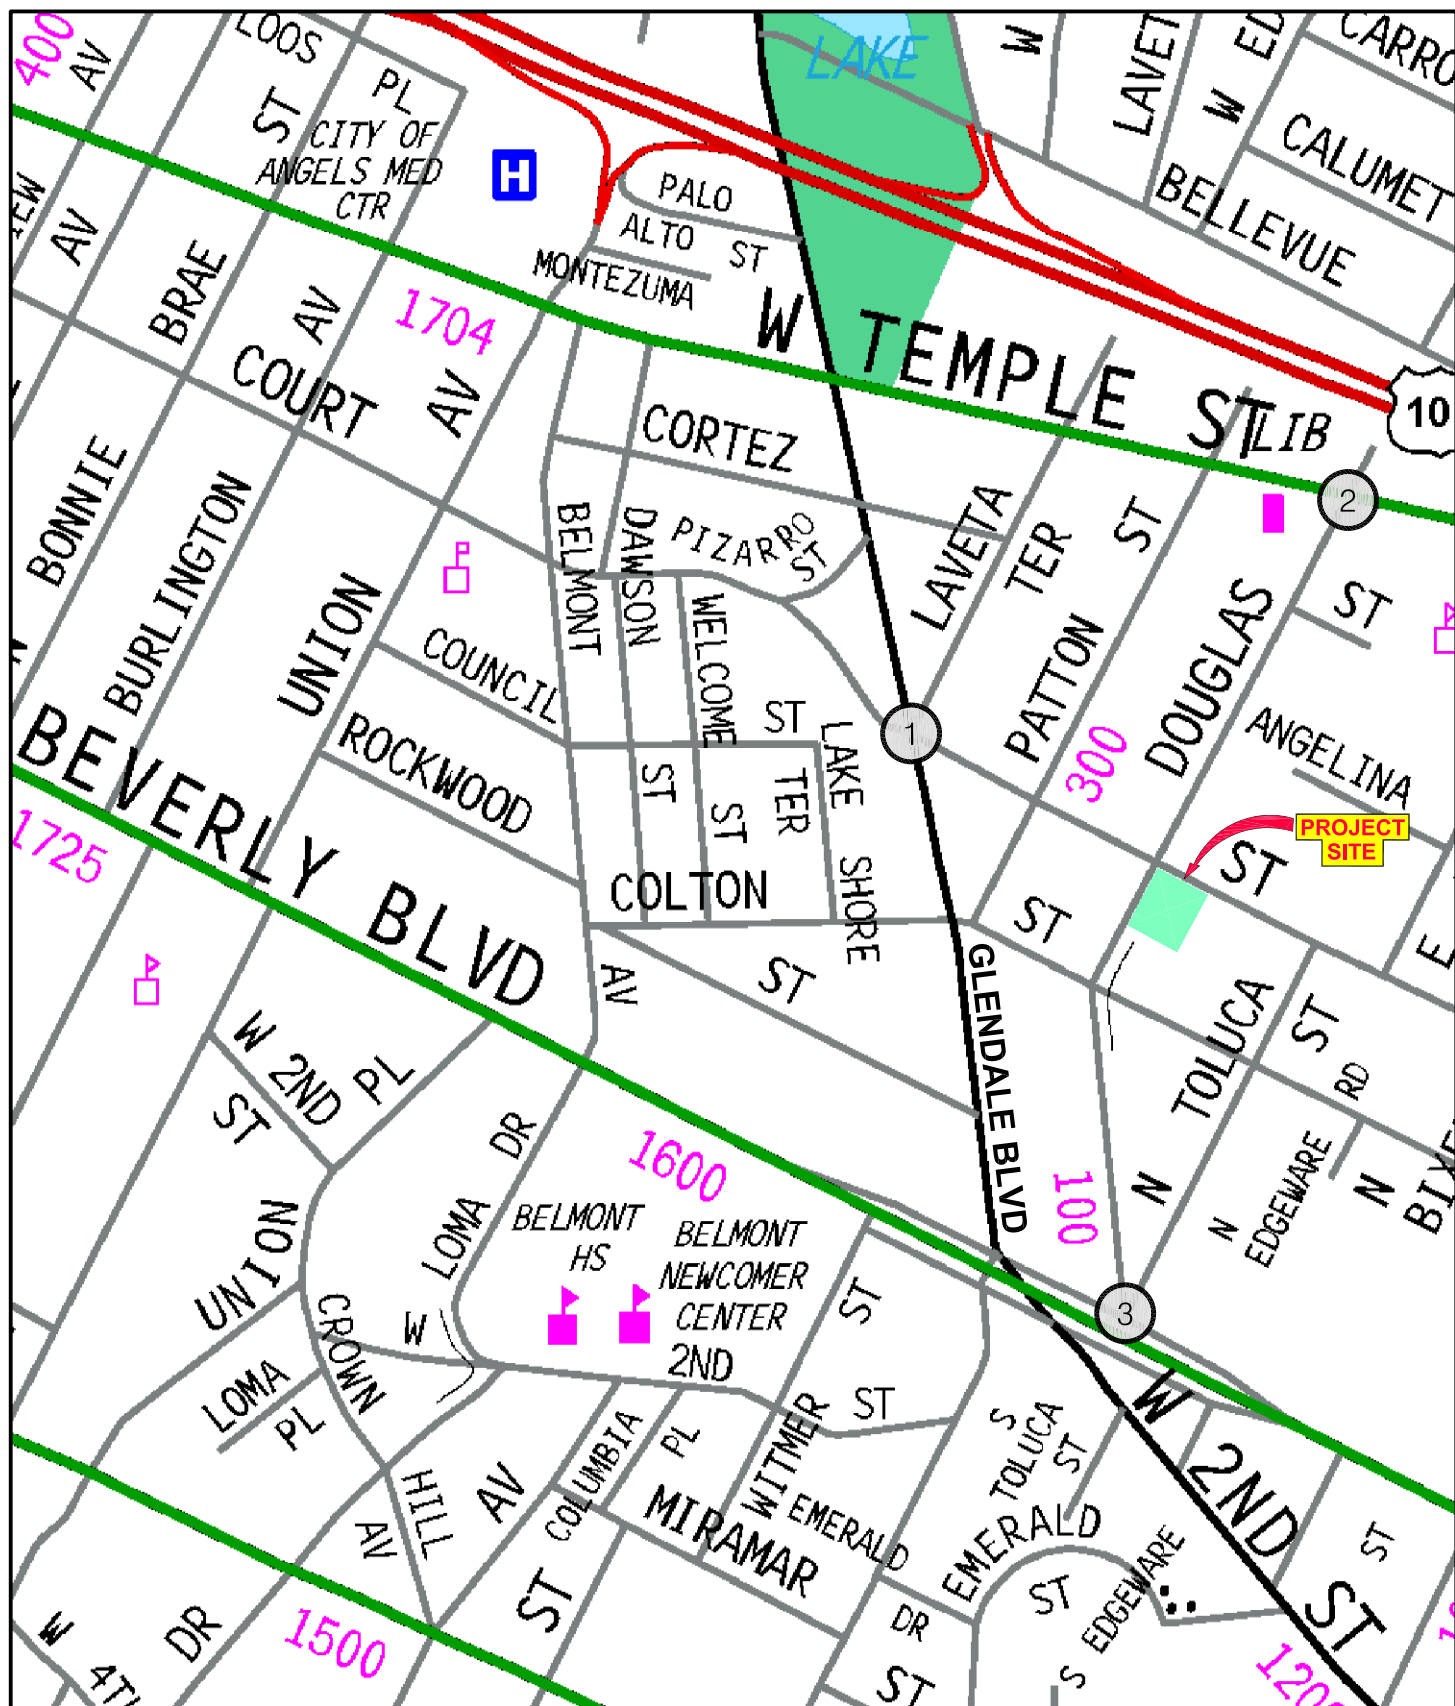 400
AV
LOOS
PL
ST
CITY OF
ANGELS MED
CTR
H
LAKE
W
LAVET
W ED
CARRO
CALUMET
BELLEVUE
PALO
ALTO ST
MONTEZUMA
AV
BRAE
AV
1704
COURT
AV
W TEMPLE ST
LIB
10
2
CORTEZ
BONNIE
BURLINGTON
UNION
BELMONT
DAWSON
PIZARRO
ST
WELCOME
LAVETA
TER
ST
PATTON
DOUGLAS
ST
COUNCIL
ROCKWOOD
ST
LAKE
SHORE
TER
ST
ST
1
300
ANGELINA
PROJECT
SITE
ST
BEVERLY BLVD
1725
COLTON
ST
AV
ST
GLENDALE BLVD
TOLUCA
ST
RD
E
W 2ND
ST
PL
DR
LOMA
1600
100
N
N
EDGEWARE
N
BIXE
UNION
BELMONT
HS
BELMONT
NEWCOMER
CENTER
2ND
ST
ST
3
CROWN
W
LOMA
PL
HILL
AV
AV
COLUMBIA
PL
WITMER
S
TOLUCA
ST
W 2ND ST
MIRAMAR
EMERALD
DR
EMERALD
ST
S EDGEWARE
ST
ST
ST
DR
1500
W
4TH
1200